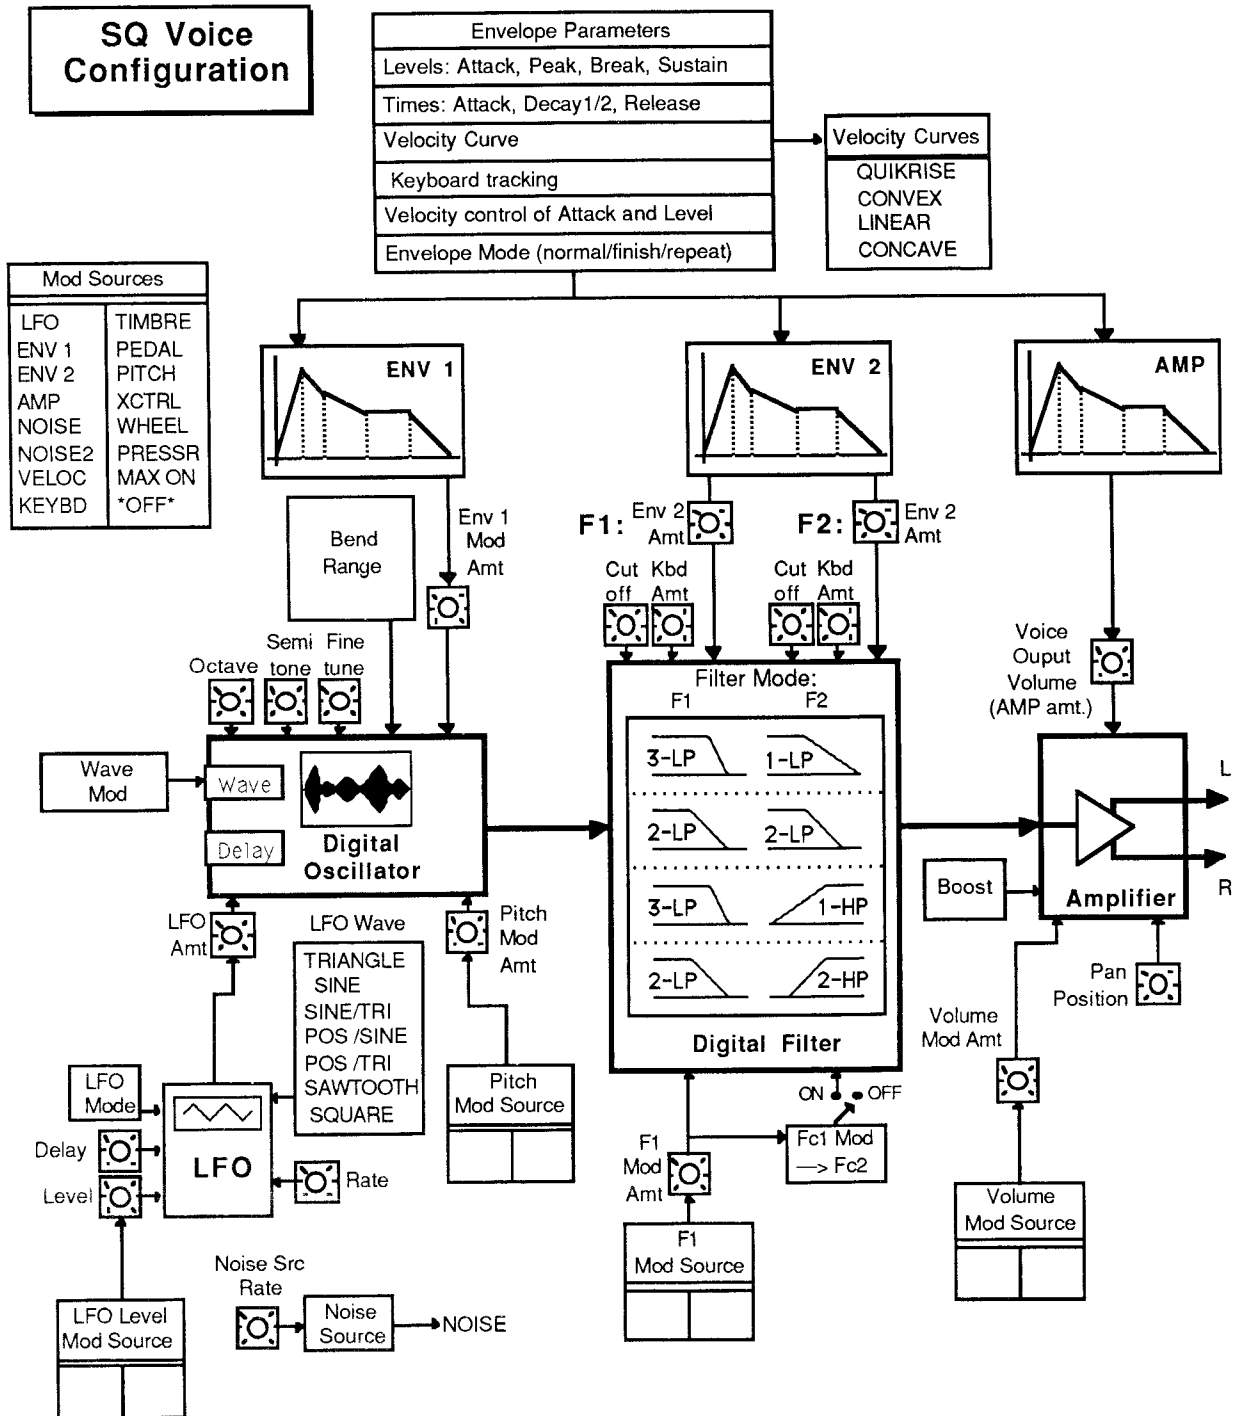 SQ Voice
Configuration
Envelope Parameters
Levels: Attack, Peak, Break, Sustain
Times: Attack, Decay1/2, Release
Velocity Curve
Keyboard tracking
Velocity control of Attack and Level
Envelope Mode (normal/finish/repeat)
Velocity Curves
QUIKRISE
CONVEX
LINEAR
CONCAVE
Mod Sources
LFO TIMBRE
ENV 1 PEDAL
ENV 2 PITCH
AMP XCTRL
NOISE WHEEL
NOISE2 PRESSR
VELOC MAX ON
KEYBD *OFF*
ENV 1
ENV 2
AMP
Bend
Range
Env 1
Mod
Amt
F1:
Env 2
Amt
F2:
Env 2
Amt
Cut
off
Kbd
Amt
Cut
off
Kbd
Amt
Octave
Semi
tone
Fine
tune
Voice
Ouput
Volume
(AMP amt.)
Wave
Mod
Wave
Delay
Digital
Oscillator
Filter Mode:
F1 F2
3-LP 1-LP
2-LP 2-LP
3-LP 1-HP
2-LP 2-HP
Digital Filter
L
R
Boost
Amplifier
LFO
Amt
LFO Wave
TRIANGLE
SINE
SINE/TRI
POS /SINE
POS /TRI
SAWTOOTH
SQUARE
Pitch
Mod
Amt
Pan
Position
Volume
Mod Amt
LFO
Mode
Delay
Level
LFO
Rate
Pitch
Mod Source
ON OFF
Fc1 Mod
—> Fc2
F1
Mod
Amt
F1
Mod Source
Volume
Mod Source
Noise Src
Rate
Noise
Source
NOISE
LFO Level
Mod Source